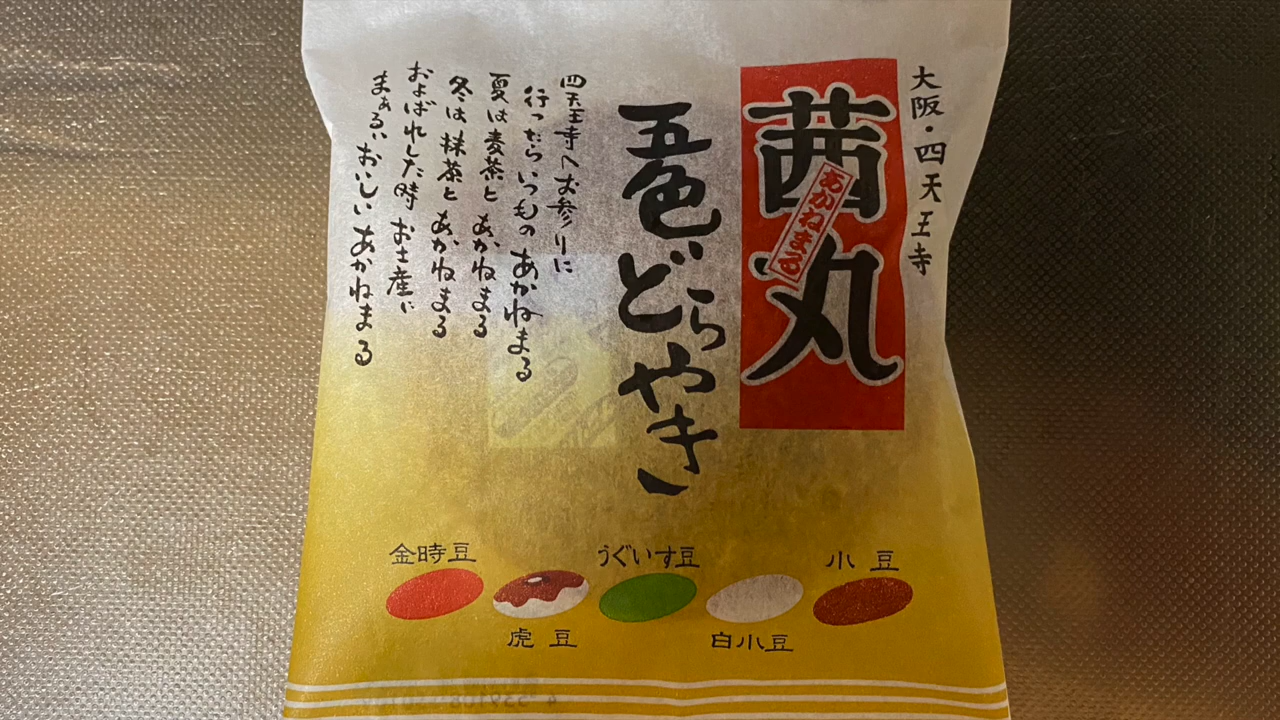 大阪・四天王寺
茜丸
あかねまる
五色どらやき
四天王寺へお参りに
行ったらいつものあかねまる
夏は麦茶とあかねまる
冬は抹茶とあかねまる
およばれした時お土産に
まぁるいおいしいあかねまる
金時豆
うぐいす豆
小豆
虎豆
白小豆